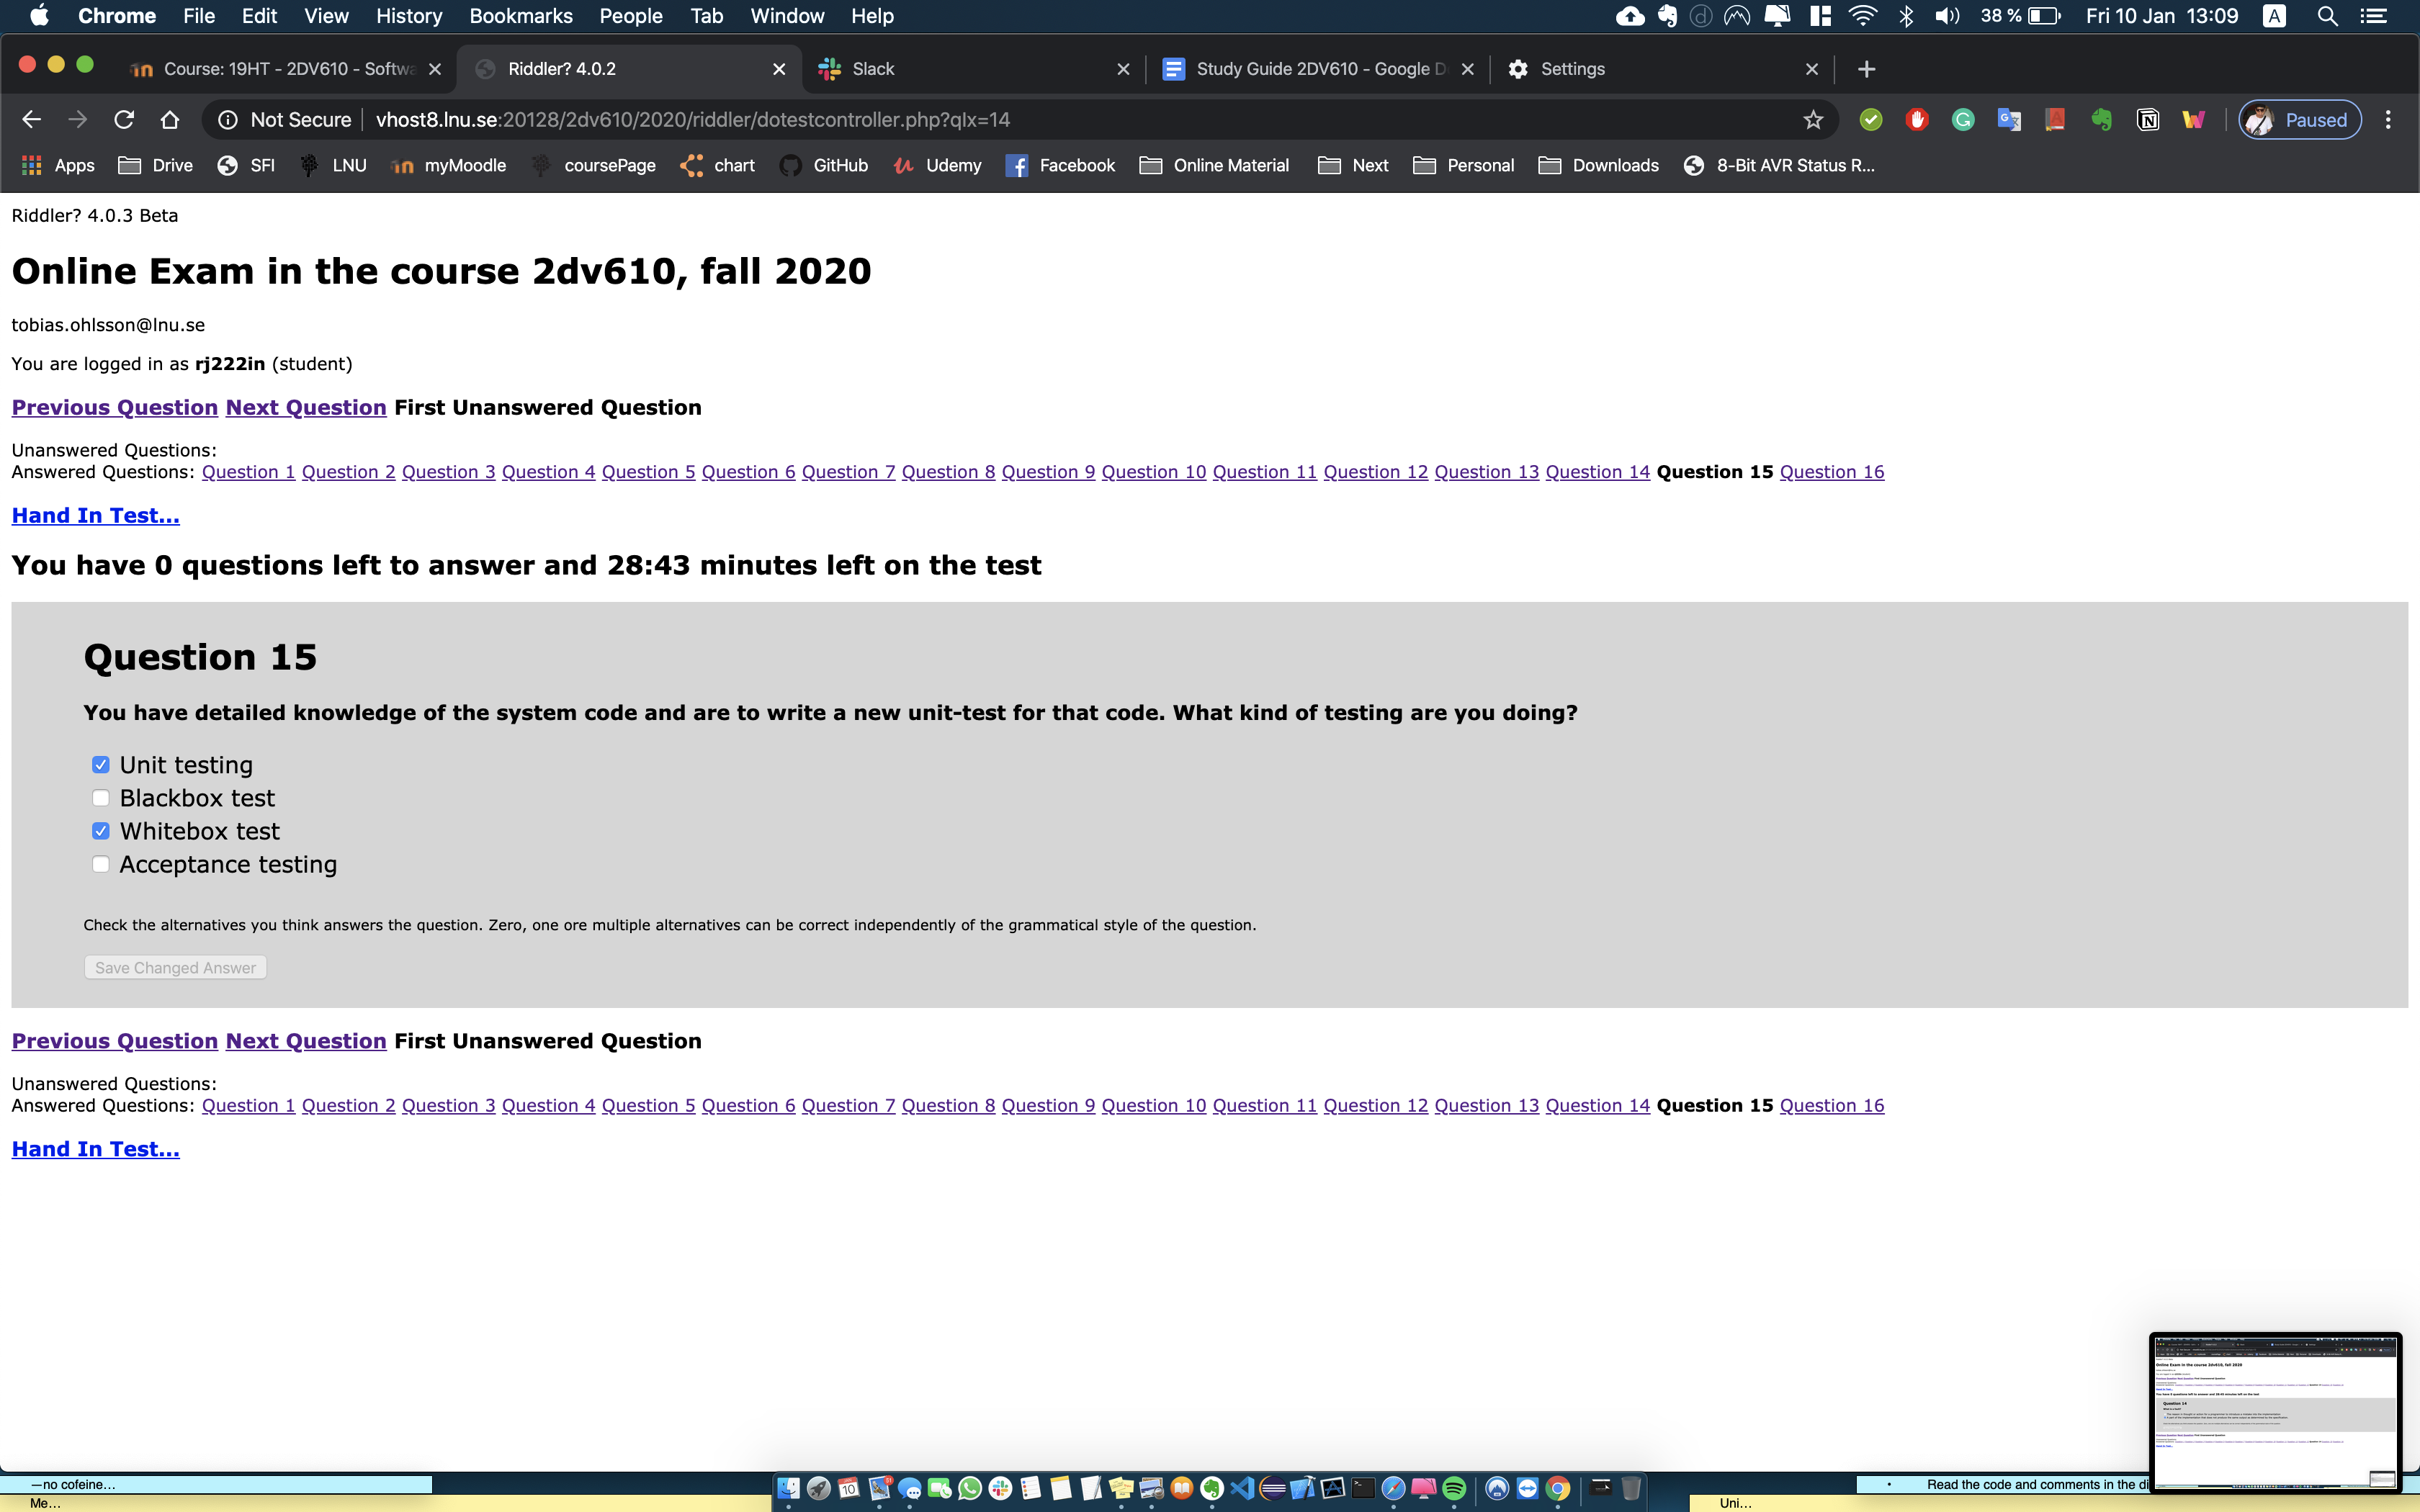 Chrome File Edit View History Bookmarks People Tab Window Help 38 % Fri 10 Jan 13:09 A
Course: 19HT - 2DV610 - Softwa Riddler? 4.0.2 Slack Study Guide 2DV610 - Google D Settings
Not Secure vhost8.lnu.se:20128/2dv610/2020/riddler/dotestcontroller.php?qIx=14 Paused
Apps Drive SFI LNU myMoodle coursePage chart GitHub Udemy Facebook Online Material Next Personal Downloads 8-Bit AVR Status R...
Riddler? 4.0.3 Beta
Online Exam in the course 2dv610, fall 2020
tobias.ohlsson@lnu.se
You are logged in as rj222in (student)
Previous Question Next Question First Unanswered Question
Unanswered Questions:
Answered Questions: Question 1 Question 2 Question 3 Question 4 Question 5 Question 6 Question 7 Question 8 Question 9 Question 10 Question 11 Question 12 Question 13 Question 14 Question 15 Question 16
Hand In Test...
You have 0 questions left to answer and 28:43 minutes left on the test
Question 15
You have detailed knowledge of the system code and are to write a new unit-test for that code. What kind of testing are you doing?
Unit testing
Blackbox test
Whitebox test
Acceptance testing
Check the alternatives you think answers the question. Zero, one ore multiple alternatives can be correct independently of the grammatical style of the question.
Save Changed Answer
Previous Question Next Question First Unanswered Question
Unanswered Questions:
Answered Questions: Question 1 Question 2 Question 3 Question 4 Question 5 Question 6 Question 7 Question 8 Question 9 Question 10 Question 11 Question 12 Question 13 Question 14 Question 15 Question 16
Hand In Test...
Online Exam in the course 2dv610, fall 2020
Question 14
—no cofeine…
Me…
• Read the code and comments in the di
Uni…